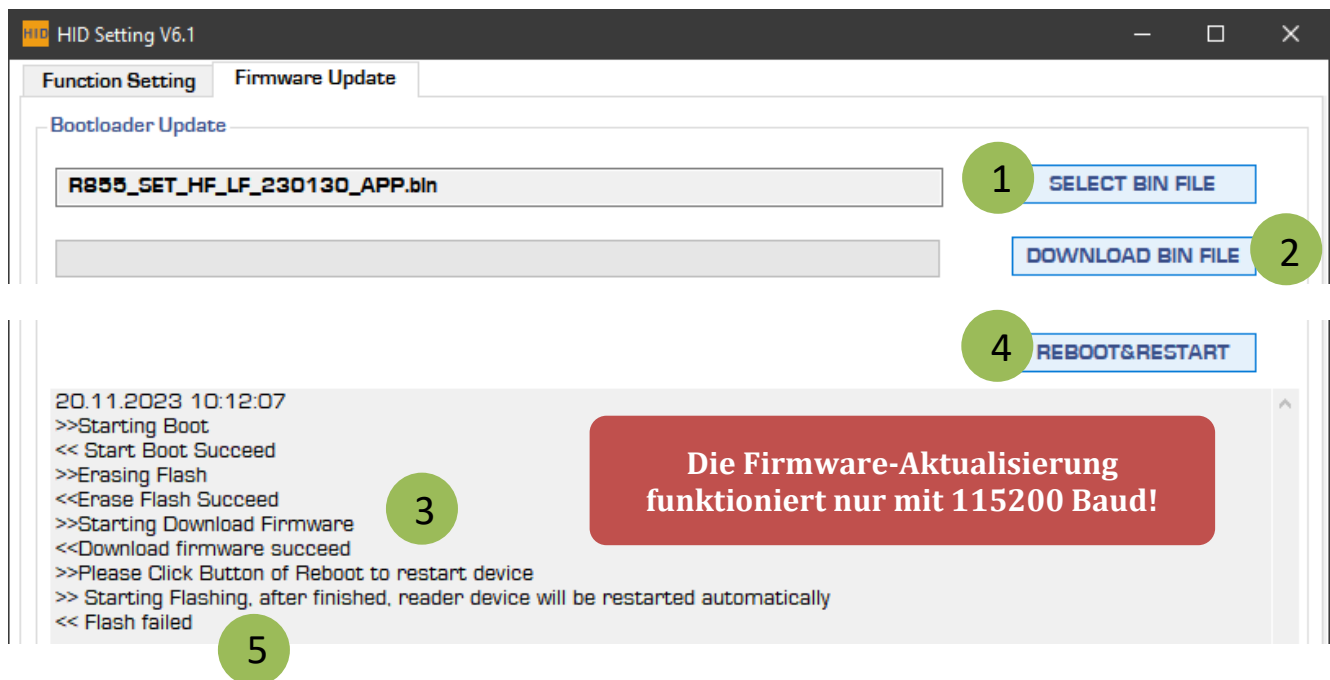 HID HID Setting V6.1
Function Setting Firmware Update
Bootloader Update
R855_SET_HF_LF_230130_APP.bin
1 SELECT BIN FILE
DOWNLOAD BIN FILE 2
4 REBOOT&RESTART
20.11.2023 10:12:07
>>Starting Boot
<< Start Boot Succeed
>>Erasing Flash
<<Erase Flash Succeed
>>Starting Download Firmware
<<Download firmware succeed
>>Please Click Button of Reboot to restart device
>> Starting Flashing, after finished, reader device will be restarted automatically
<< Flash failed
3
5
Die Firmware-Aktualisierung
funktioniert nur mit 115200 Baud!